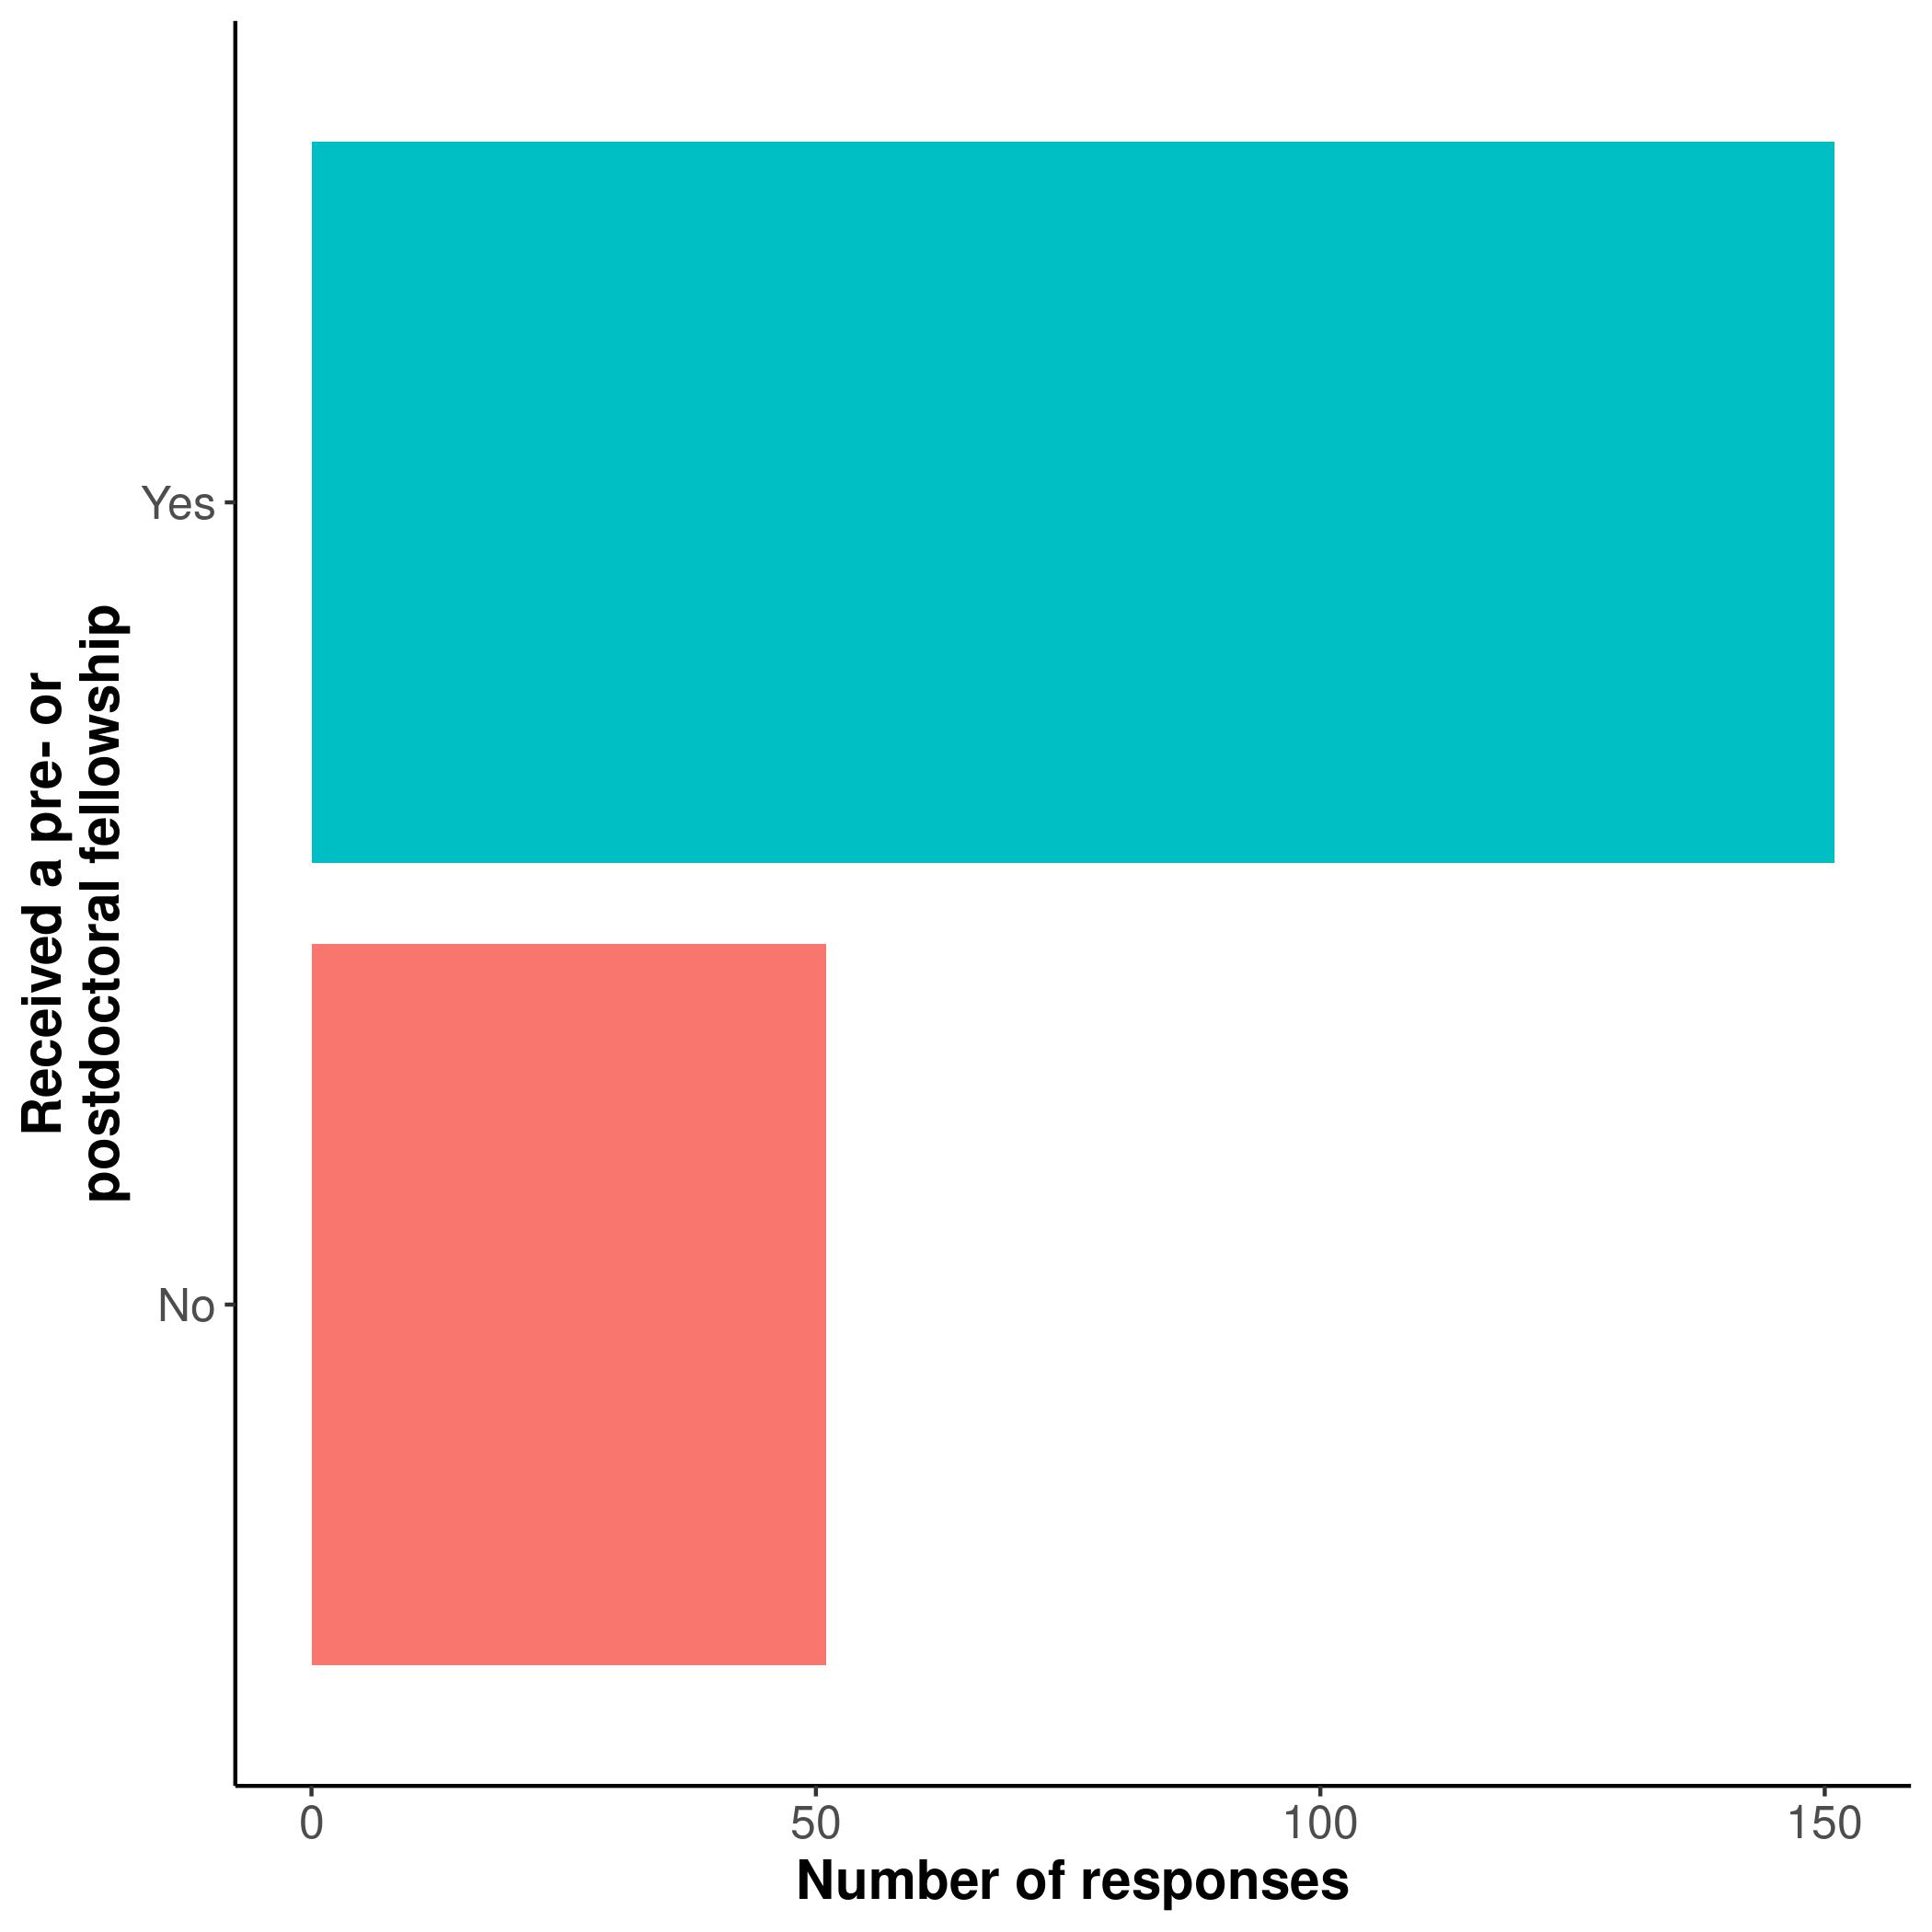 Received a pre- or
postdoctoral fellowship
Yes
No
0
50
100
150
Number of responses